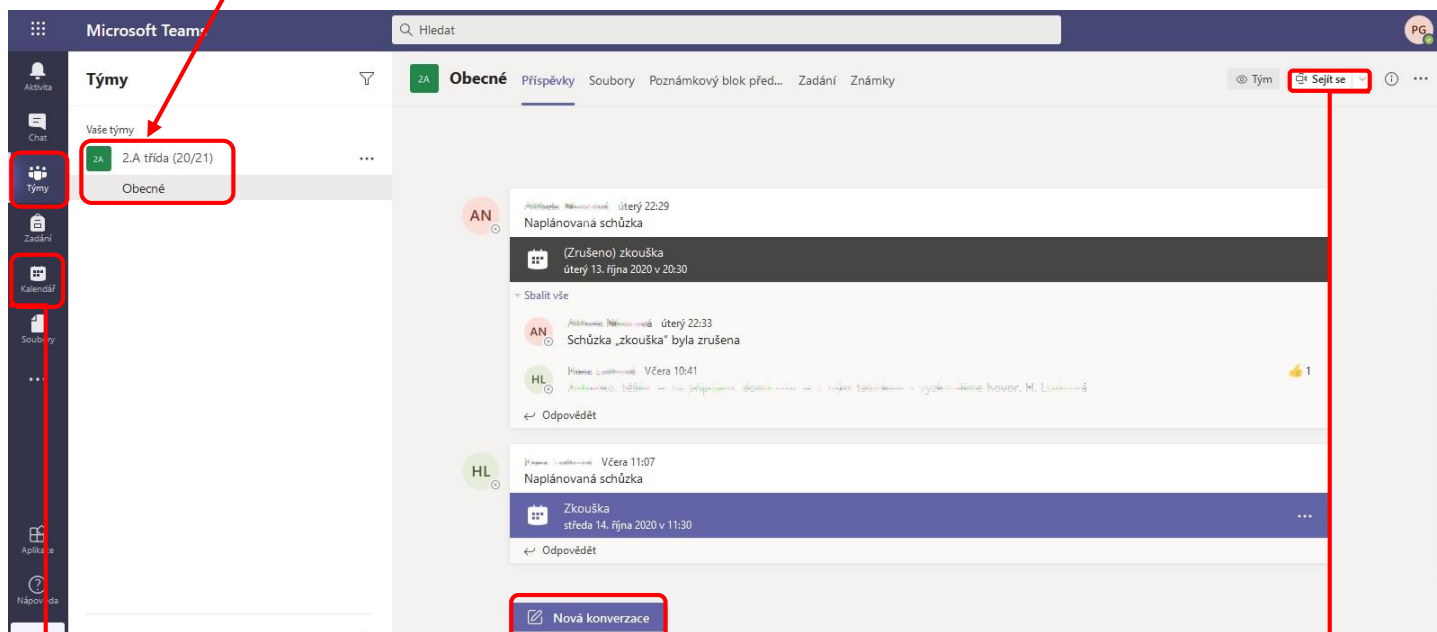 Microsoft Teams
Hledat
PG
Aktivita
Chat
Týmy
Zadání
Kalendář
Soubory
Aplikace
Nápověda
Týmy
Vaše týmy
2A 2.A třída (20/21)
Obecné
2A Obecné Příspěvky Soubory Poznámkový blok před... Zadání Známky
Tým Sejít se
AN úterý 22:29
Naplánovaná schůzka
(Zrušeno) zkouška
úterý 13. října 2020 v 20:30
Sbalit vše
AN úterý 22:33
Schůzka „zkouška“ byla zrušena
HL Včera 10:41
1
Odpovědět
HL Včera 11:07
Naplánovaná schůzka
Zkouška
středa 14. října 2020 v 11:30
Odpovědět
Nová konverzace